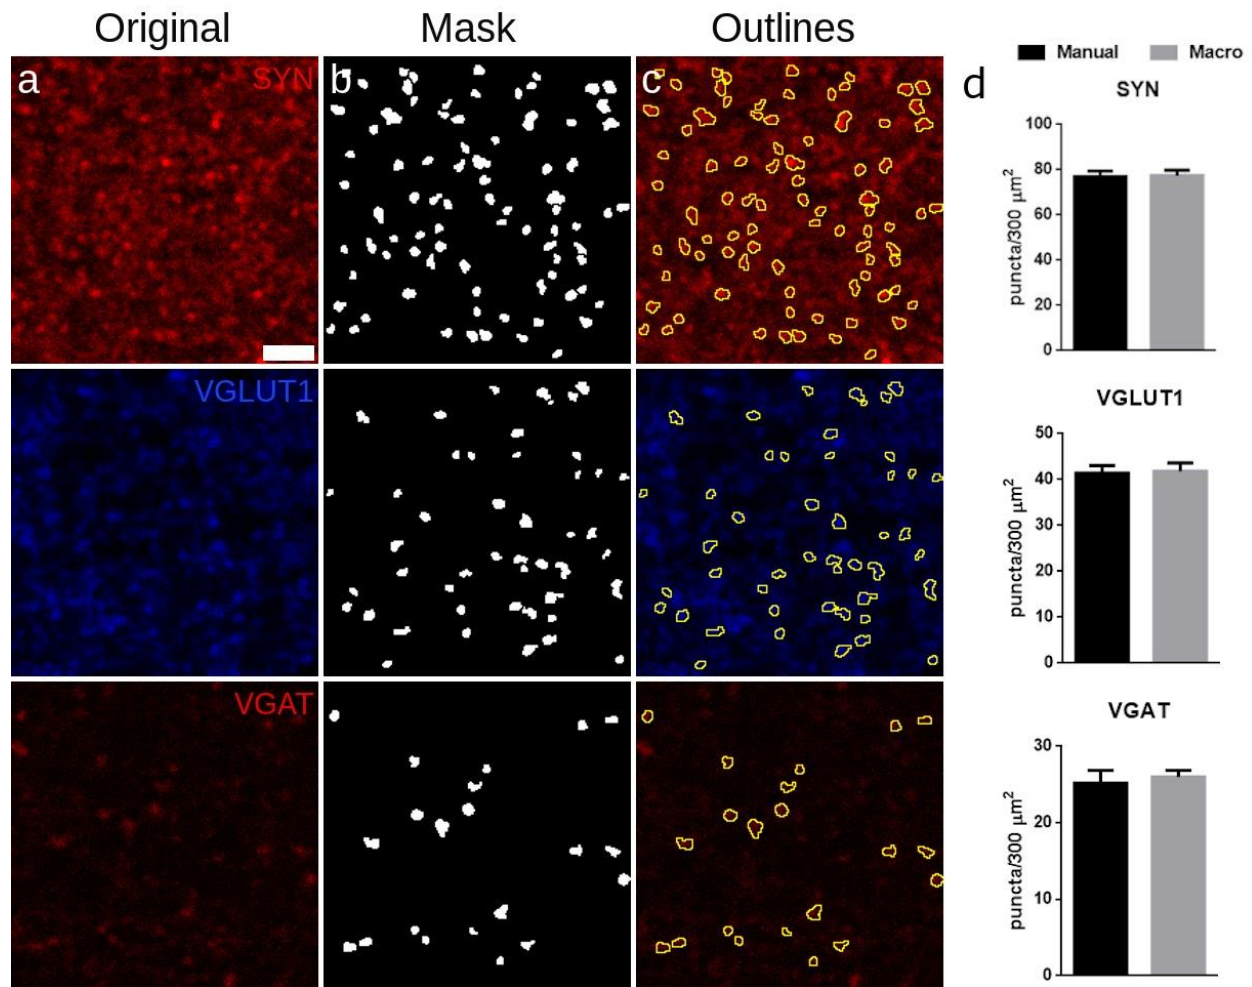 Original Mask Outlines
Manual Macro
a SYN b c d
SYN
100
80
60
40
20
0
puncta/300 μm²
VGLUT1
VGLUT1
50
40
30
20
10
0
puncta/300 μm²
VGAT
VGAT
30
20
10
0
puncta/300 μm²